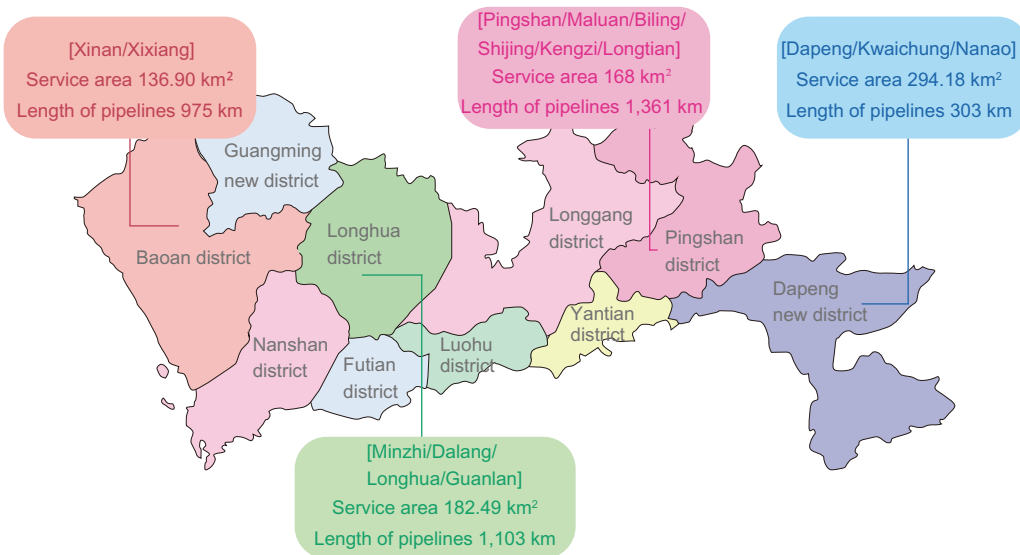 [Xinan/Xixiang]
Service area 136.90 km²
Length of pipelines 975 km
[Pingshan/Maluan/Biling/
Shijing/Kengzi/Longtian]
Service area 168 km²
Length of pipelines 1,361 km
[Dapeng/Kwaichung/Nanao]
Service area 294.18 km²
Length of pipelines 303 km
Guangming
new district
Longhua
district
Baoan district
Longgang
district
Pingshan
district
Dapeng
new district
Nanshan
district
Futian
district
Luohu
district
Yantian
district
[Minzhi/Dalang/
Longhua/Guanlan]
Service area 182.49 km²
Length of pipelines 1,103 km